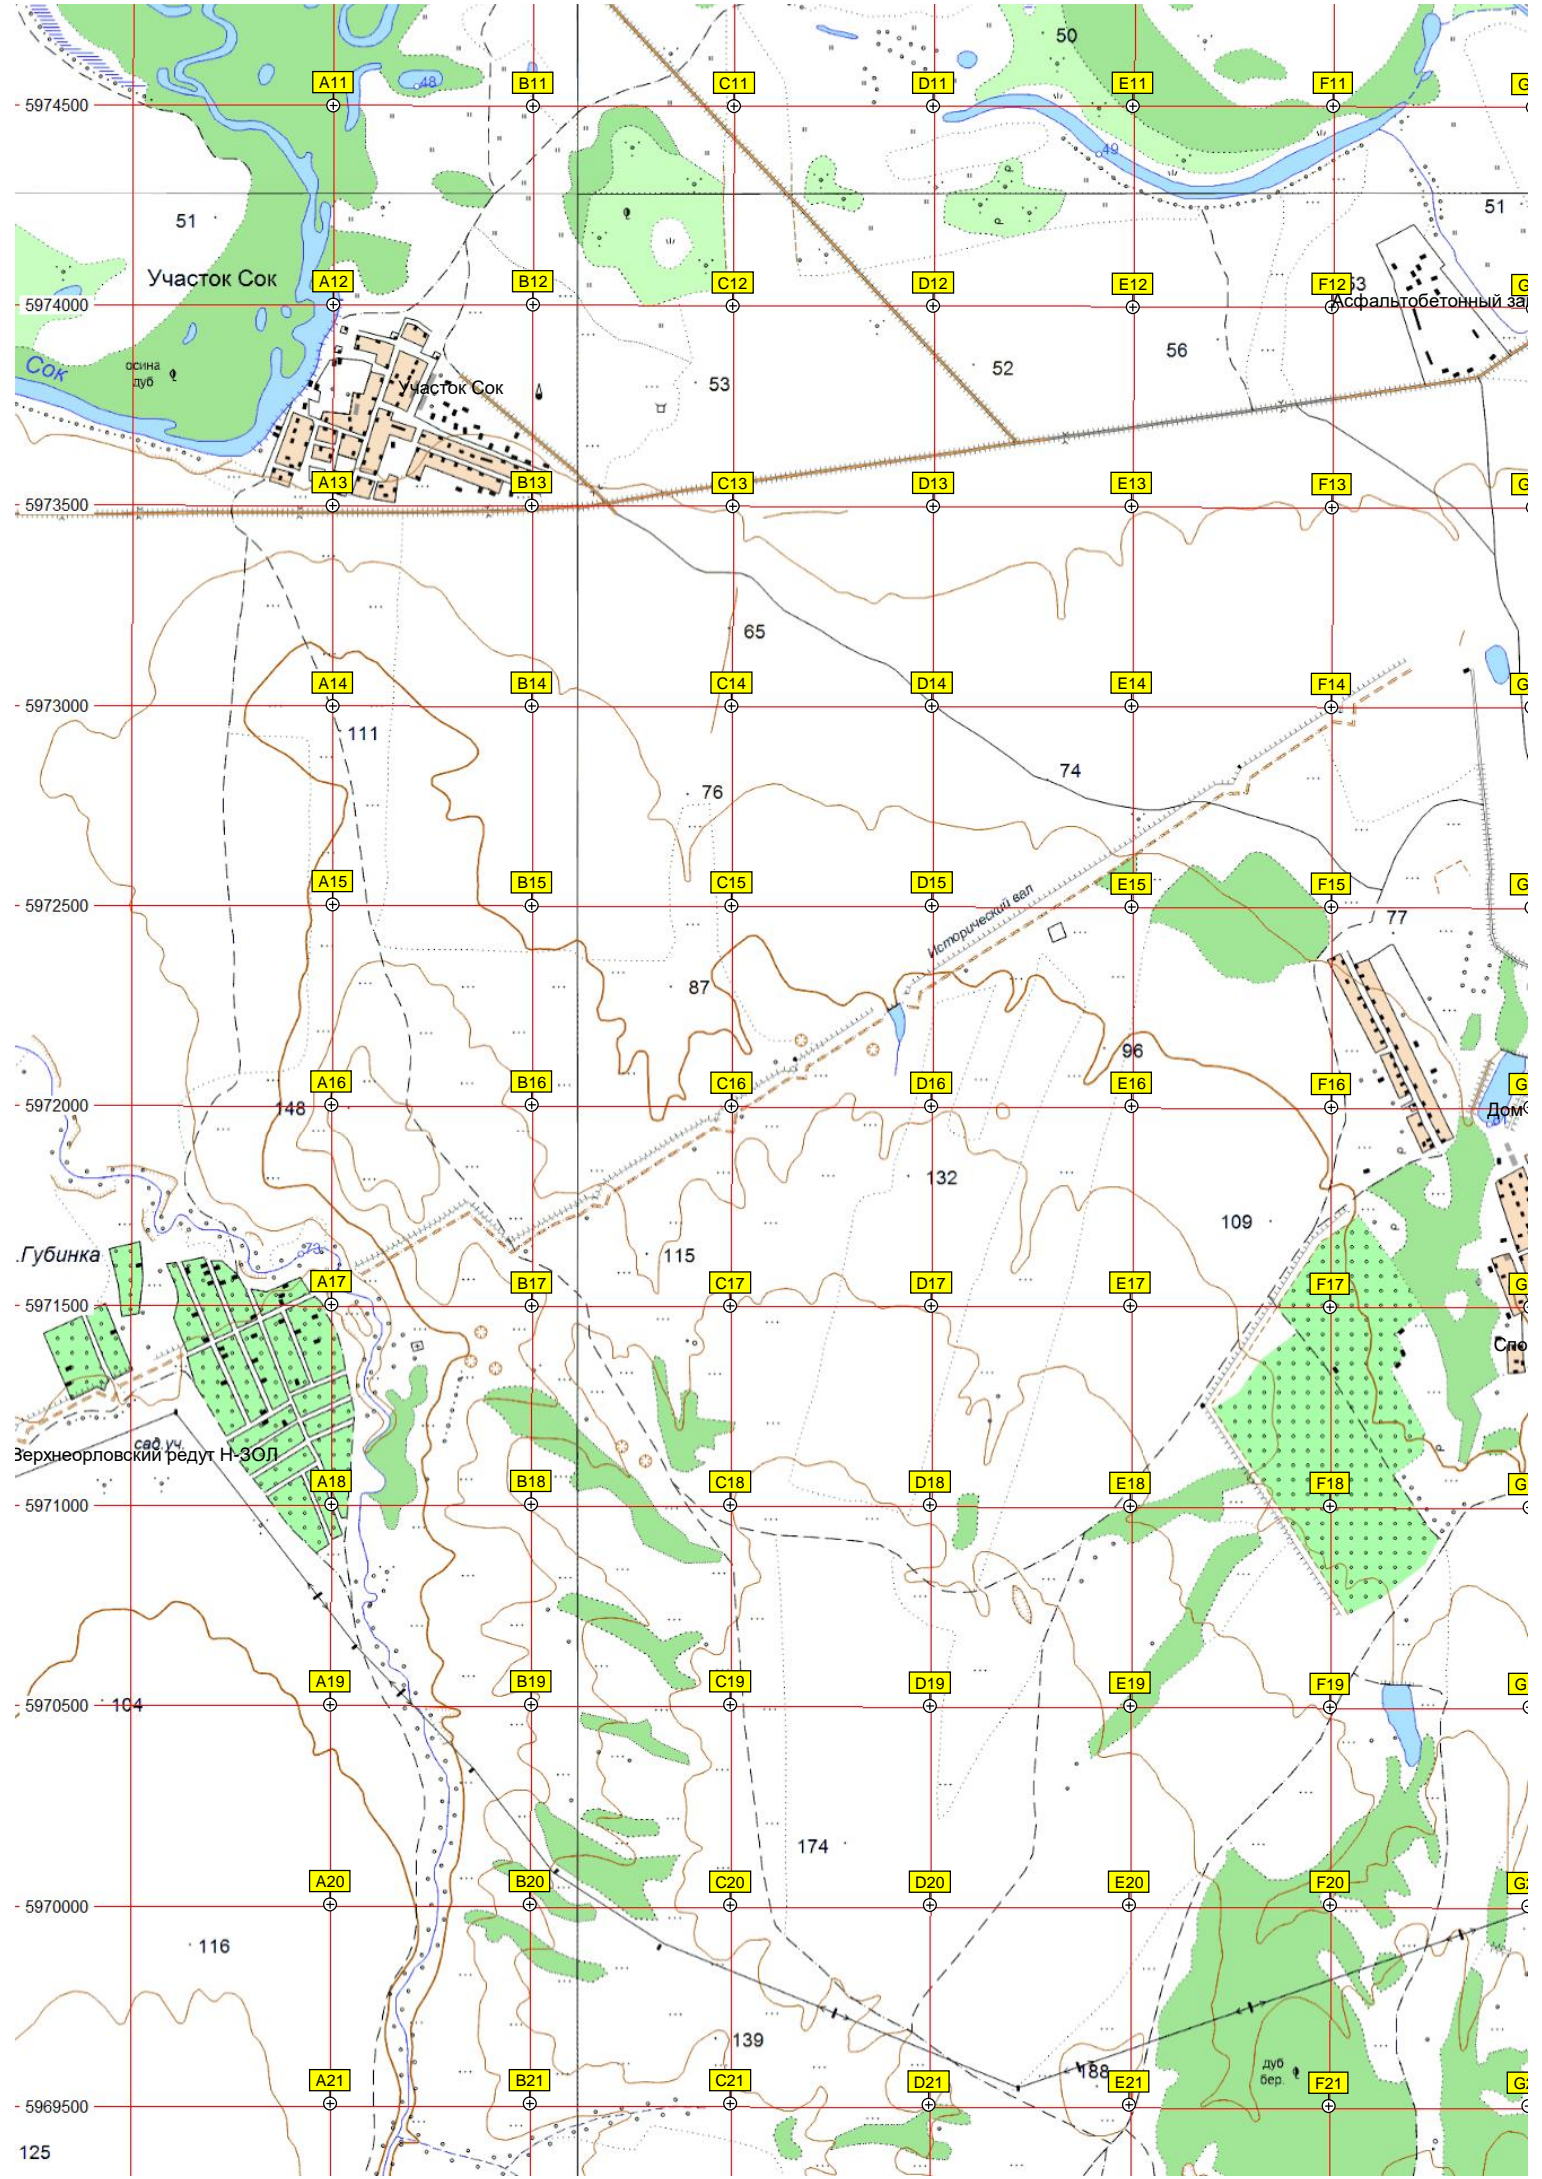 50
A11 B11 C11 D11 E11 F11 G
48
5974500
49
51
51
Участок Сок
A12 B12 C12 D12 E12 F12 53 G
5974000
Асфальтобетонный за
56
Сок
осина
дуб
52
53
Участок Сок
A13 B13 C13 D13 E13 F13 G
5973500
65
A14 B14 C14 D14 E14 F14 G
5973000
111
74
76
A15 B15 C15 D15 E15 F15 G
5972500
77
Исторический вал
87
96
A16 B16 C16 D16 E16 F16 G
5972000
148
Дом
132
109
115
.Губинка
73
A17 B17 C17 D17 E17 F17 G
5971500
Спо
сад.уч.
Верхнеорловский редут Н-ЗОЛ
A18 B18 C18 D18 E18 F18 G
5971000
A19 B19 C19 D19 E19 F19 G
5970500
104
174
A20 B20 C20 D20 E20 F20 G2
5970000
116
139
дуб
бер.
188
A21 B21 C21 D21 E21 F21 G2
5969500
125